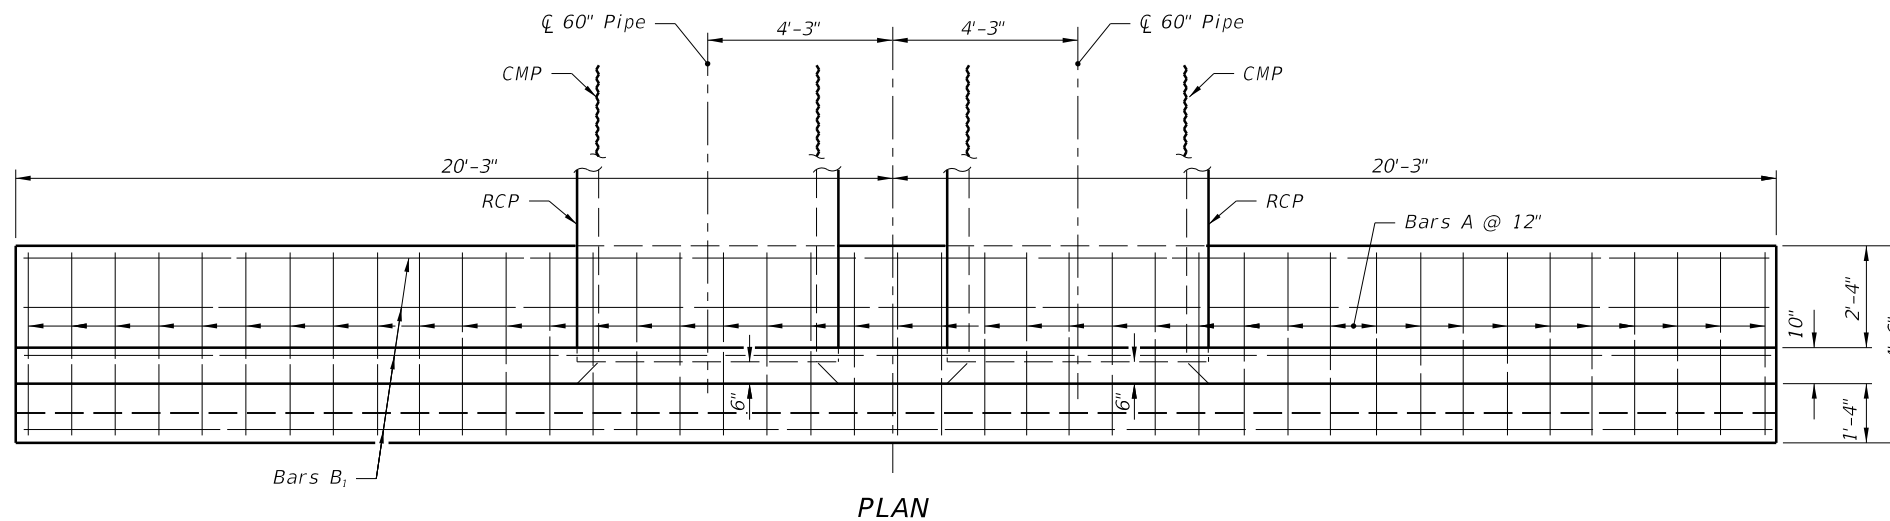 ℄ 60" Pipe
4'-3"
4'-3"
℄ 60" Pipe
CMP
CMP
20'-3"
20'-3"
RCP
RCP
Bars A @ 12"
2'-4"
10"
6"
6"
1'-4"
Bars B₁
PLAN